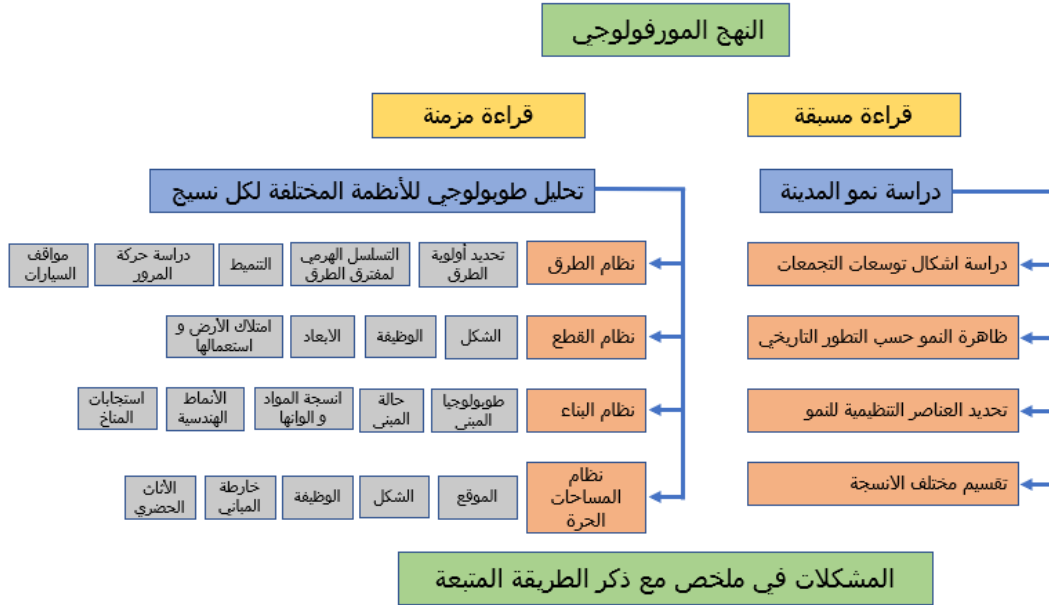 النهج المورفولوجي
قراءة مسبقة
قراءة مزمنة
دراسة نمو المدينة
تحليل طوبولوجي للأنظمة المختلفة لكل نسيج
دراسة اشكال توسعات التجمعات
ظاهرة النمو حسب التطور التاريخي
تحديد العناصر التنظيمية للنمو
تقسيم مختلف الانسجة
نظام الطرق
تحديد أولوية
الطرق
التسلسل الهرمي
لمفترق الطرق
التنميط
دراسة حركة
المرور
مواقف
السيارات
نظام القطع
الشكل
الوظيفة
الابعاد
امتلاك الأرض و
استعمالها
نظام البناء
طوبولوجيا
المبنى
حالة
المبنى
انسجة المواد
و الوانها
الأنماط
الهندسية
استجابات
المناخ
نظام
المساحات
الحرة
الموقع
الشكل
الوظيفة
خارطة
المباني
الأثاث
الحضري
المشكلات في ملخص مع ذكر الطريقة المتبعة